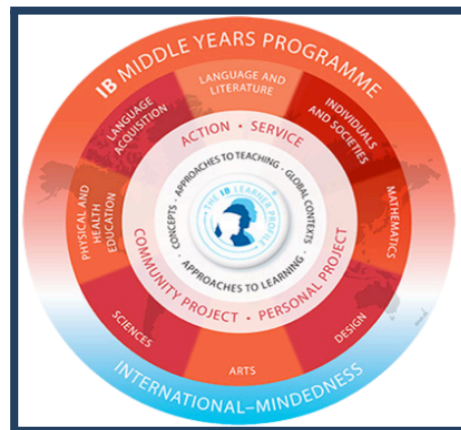 IB MIDDLE YEARS PROGRAMME
LANGUAGE AND
LITERATURE
INDIVIDUALS
AND SOCIETIES
MATHEMATICS
DESIGN
ARTS
SCIENCES
PHYSICAL AND
HEALTH
EDUCATION
LANGUAGE
ACQUISITION
ACTION • SERVICE
COMMUNITY PROJECT • PERSONAL PROJECT
CONCEPTS • APPROACHES TO TEACHING • GLOBAL CONTEXTS
• APPROACHES TO LEARNING •
THE IB LEARNER PROFILE
INTERNATIONAL–MINDEDNESS